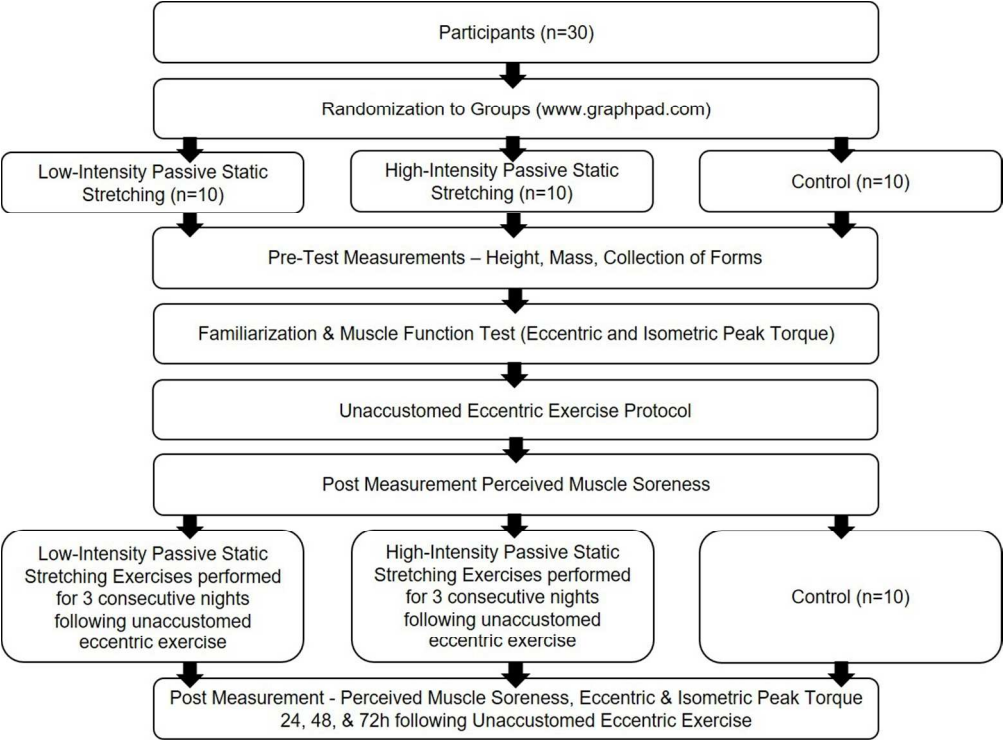 Participants (n=30)
Randomization to Groups (www.graphpad.com)
Low-Intensity Passive Static
Stretching (n=10)
High-Intensity Passive Static
Stretching (n=10)
Control (n=10)
Pre-Test Measurements – Height, Mass, Collection of Forms
Familiarization & Muscle Function Test (Eccentric and Isometric Peak Torque)
Unaccustomed Eccentric Exercise Protocol
Post Measurement Perceived Muscle Soreness
Low-Intensity Passive Static
Stretching Exercises performed
for 3 consecutive nights
following unaccustomed
eccentric exercise
High-Intensity Passive Static
Stretching Exercises performed
for 3 consecutive nights
following unaccustomed
eccentric exercise
Control (n=10)
Post Measurement - Perceived Muscle Soreness, Eccentric & Isometric Peak Torque
24, 48, & 72h following Unaccustomed Eccentric Exercise